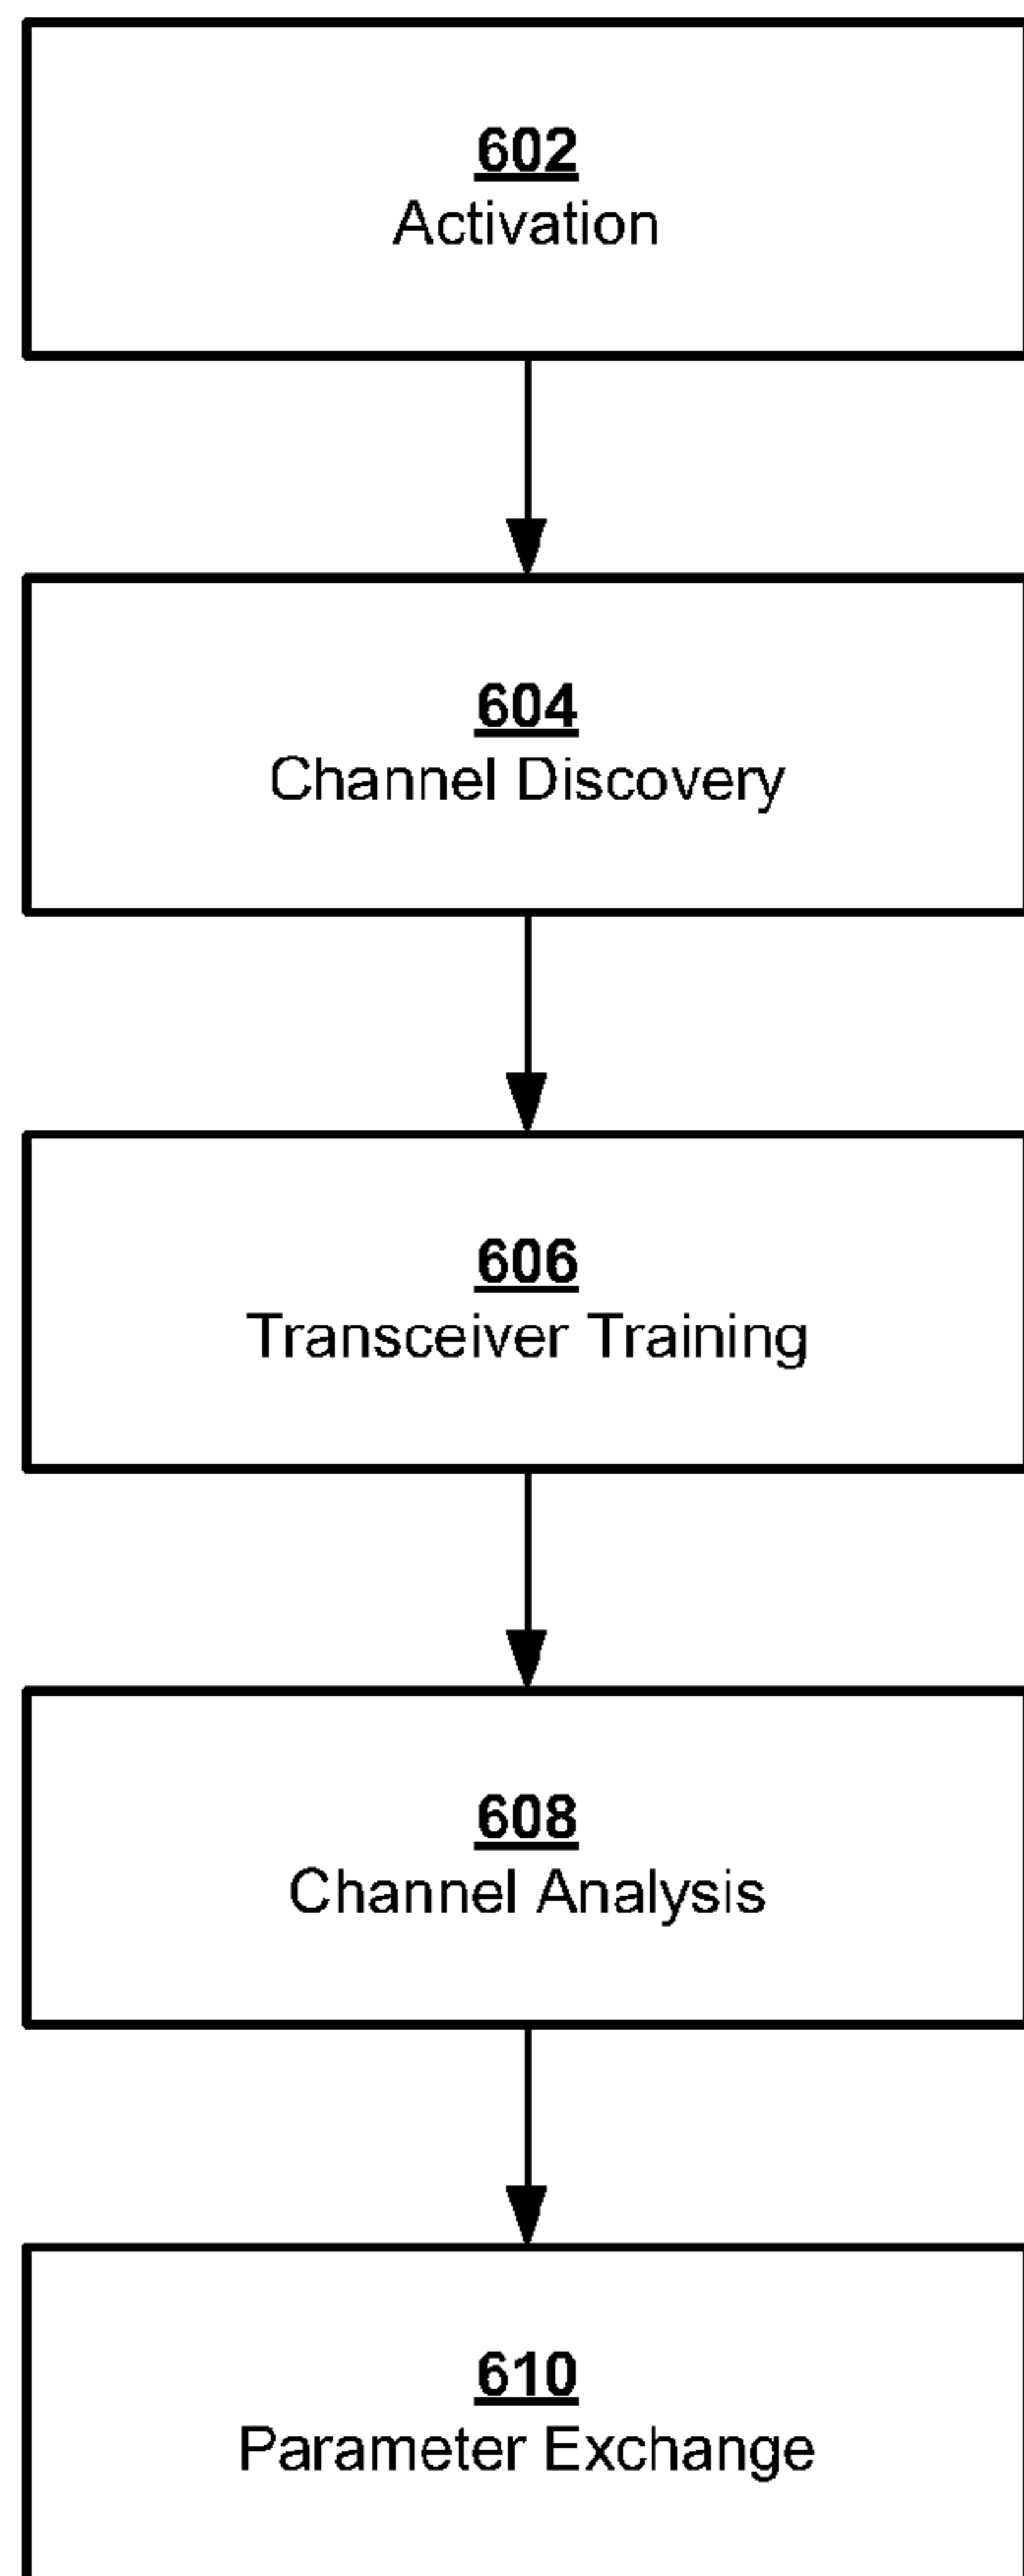 602
Activation
604
Channel Discovery
606
Transceiver Training
608
Channel Analysis
610
Parameter Exchange